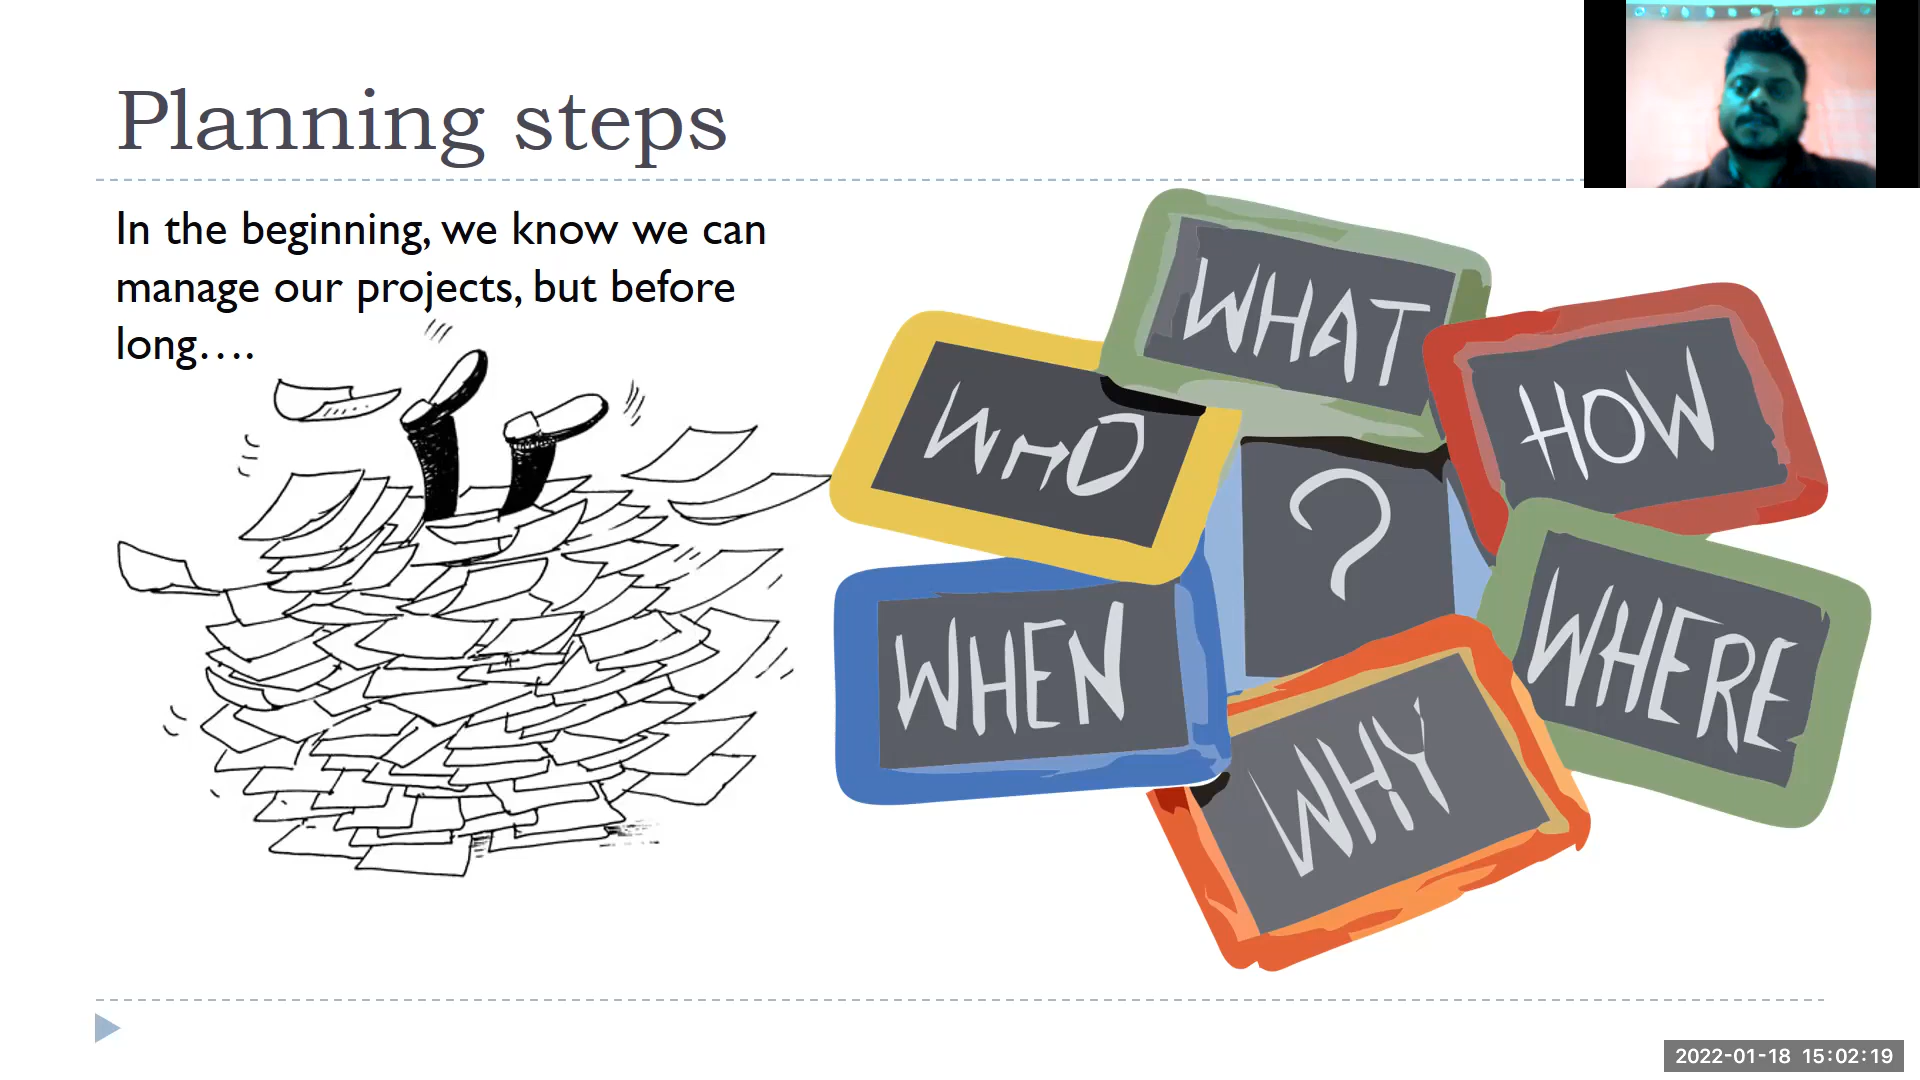 Planning steps
In the beginning, we know we can
manage our projects, but before
long….
WHAT
HOW
WHO
?
WHEN
WHERE
WHY
2022-01-18 15:02:19